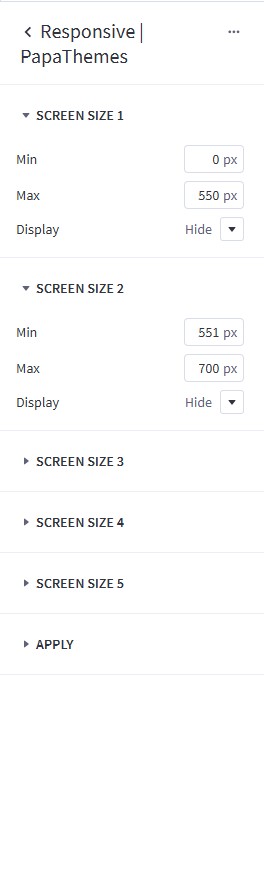 Responsive |
PapaThemes
...
SCREEN SIZE 1
Min 0 px
Max 550 px
Display Hide
SCREEN SIZE 2
Min 551 px
Max 700 px
Display Hide
SCREEN SIZE 3
SCREEN SIZE 4
SCREEN SIZE 5
APPLY